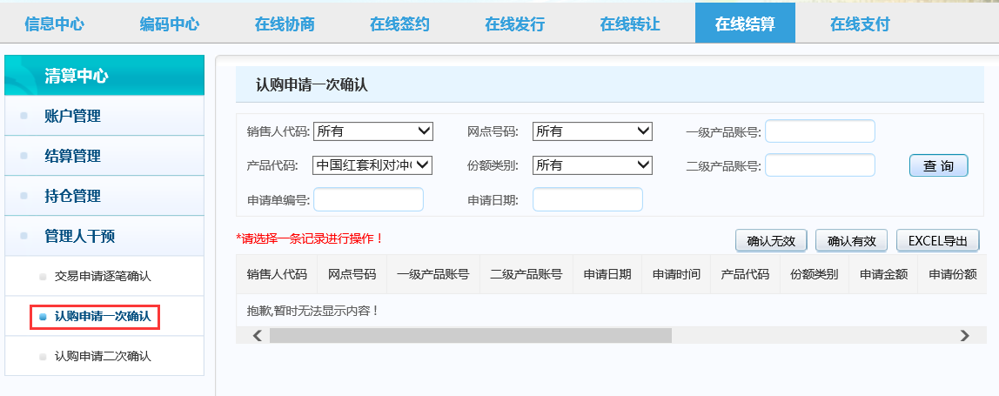 信息中心 编码中心 在线协商 在线签约 在线发行 在线转让 在线结算 在线支付
清算中心
账户管理
结算管理
持仓管理
管理人干预
交易申请逐笔确认
认购申请一次确认
认购申请二次确认
认购申请一次确认
销售人代码: 所有 网点号码: 所有 一级产品账号:
产品代码: 中国红套利对冲 份额类别: 所有 二级产品账号: 查 询
申请单编号: 申请日期:
*请选择一条记录进行操作！ 确认无效 确认有效 EXCEL导出
销售人代码 网点号码 一级产品账号 二级产品账号 申请日期 申请时间 产品代码 份额类别 申请金额 申请份额
抱歉,暂时无法显示内容！